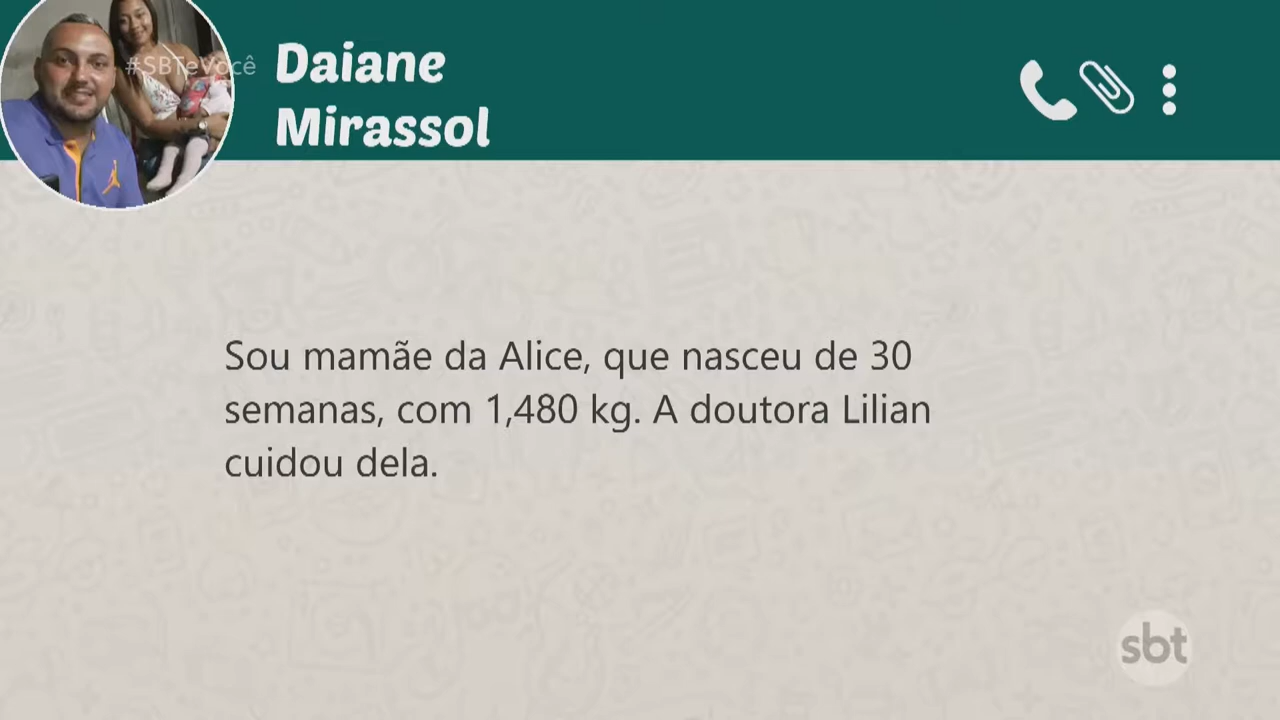 #SBTeVocê
Daiane
Mirassol
Sou mamãe da Alice, que nasceu de 30
semanas, com 1,480 kg. A doutora Lilian
cuidou dela.
sbt